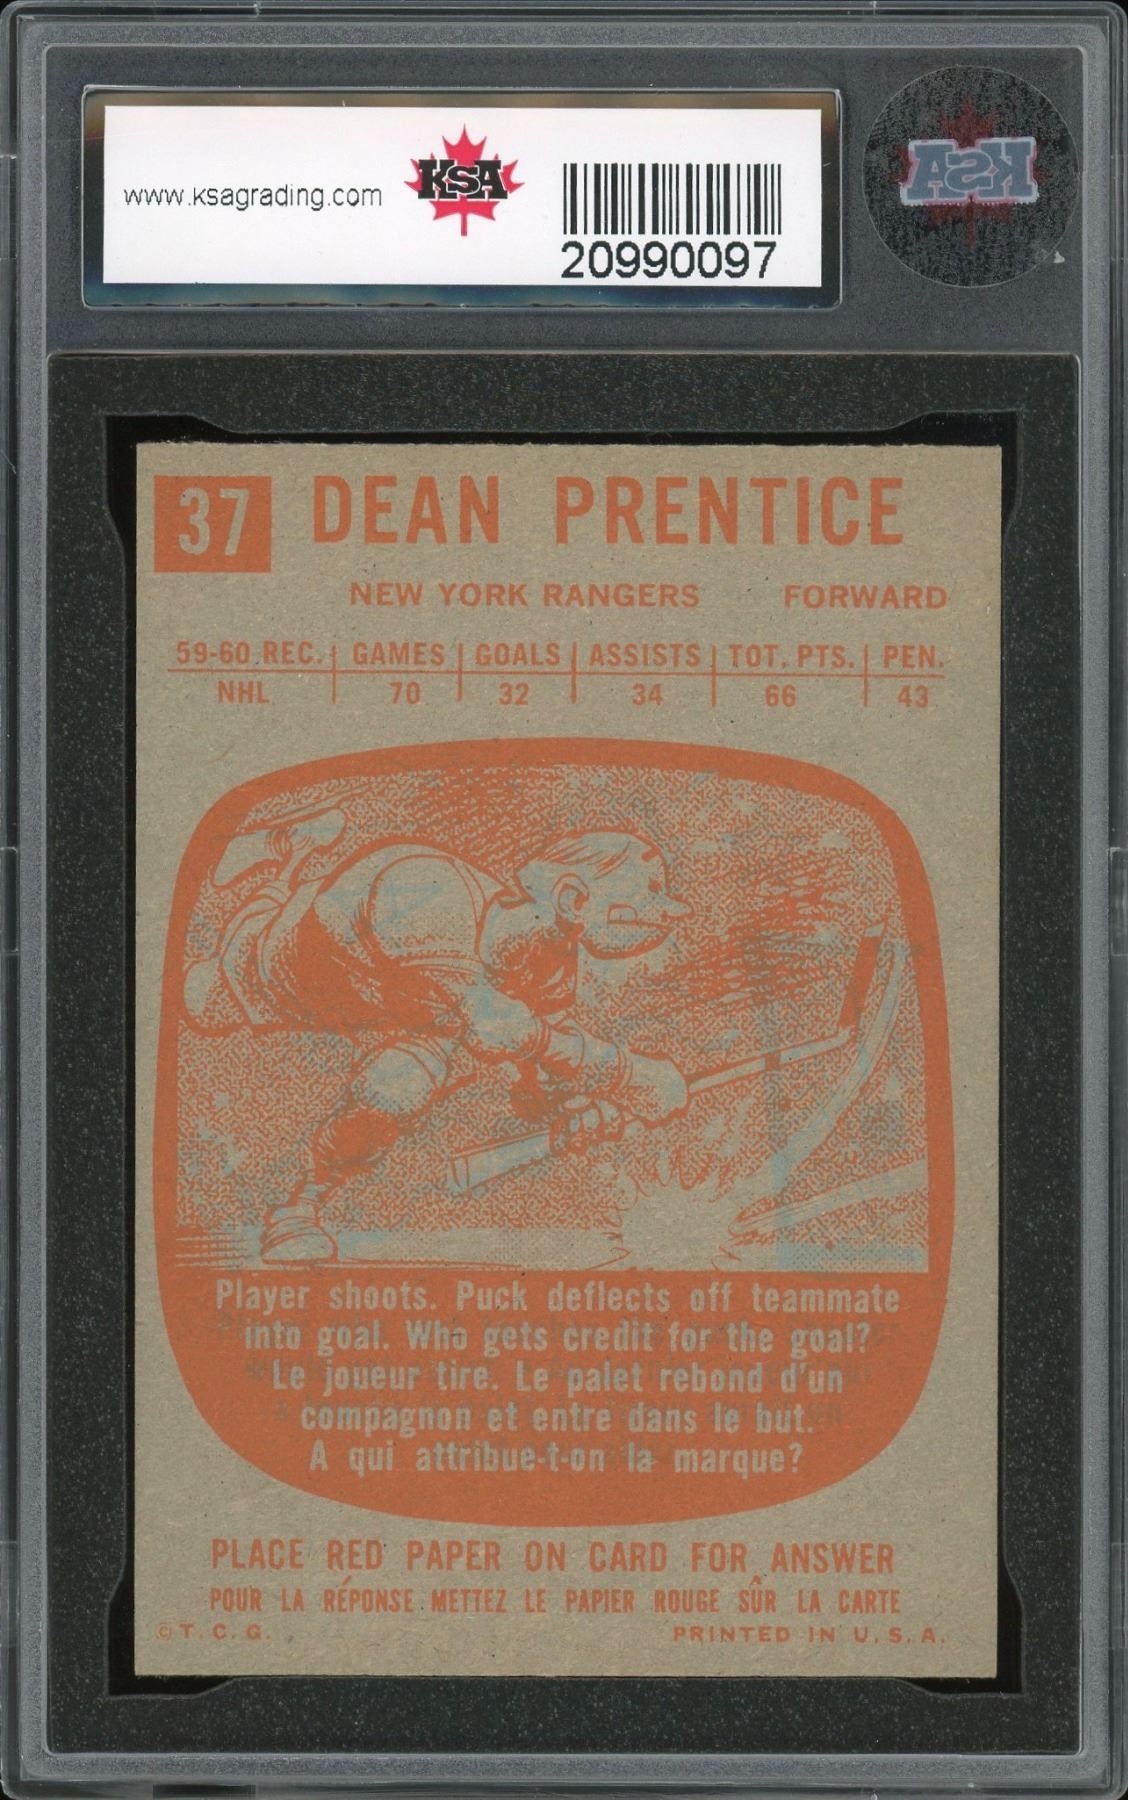 www.ksagrading.com
KSA
20990097
KSA
37 DEAN PRENTICE
NEW YORK RANGERS FORWARD
59-60 REC. GAMES GOALS ASSISTS TOT. PTS. PEN.
NHL 70 32 34 66 43
Player shoots. Puck deflects off teammate
into goal. Who gets credit for the goal?
Le joueur tire. Le palet rebond d'un
compagnon et entre dans le but.
A qui attribue-t-on la marque?
PLACE RED PAPER ON CARD FOR ANSWER
POUR LA RÉPONSE METTEZ LE PAPIER ROUGE SÛR LA CARTE
© T. C. G. PRINTED IN U. S. A.